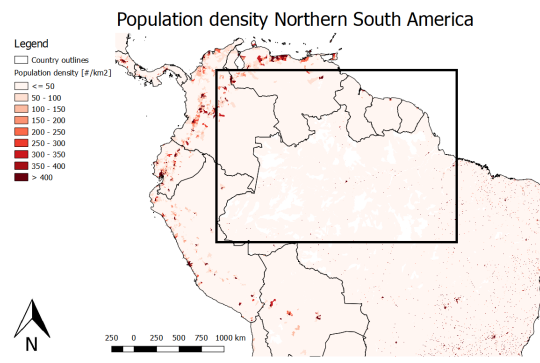 Population density Northern South America
Legend
Country outlines
Population density [#/km2]
<= 50
50 - 100
100 - 150
150 - 200
200 - 250
250 - 300
300 - 350
350 - 400
> 400
N
250 0 250 500 750 1000 km